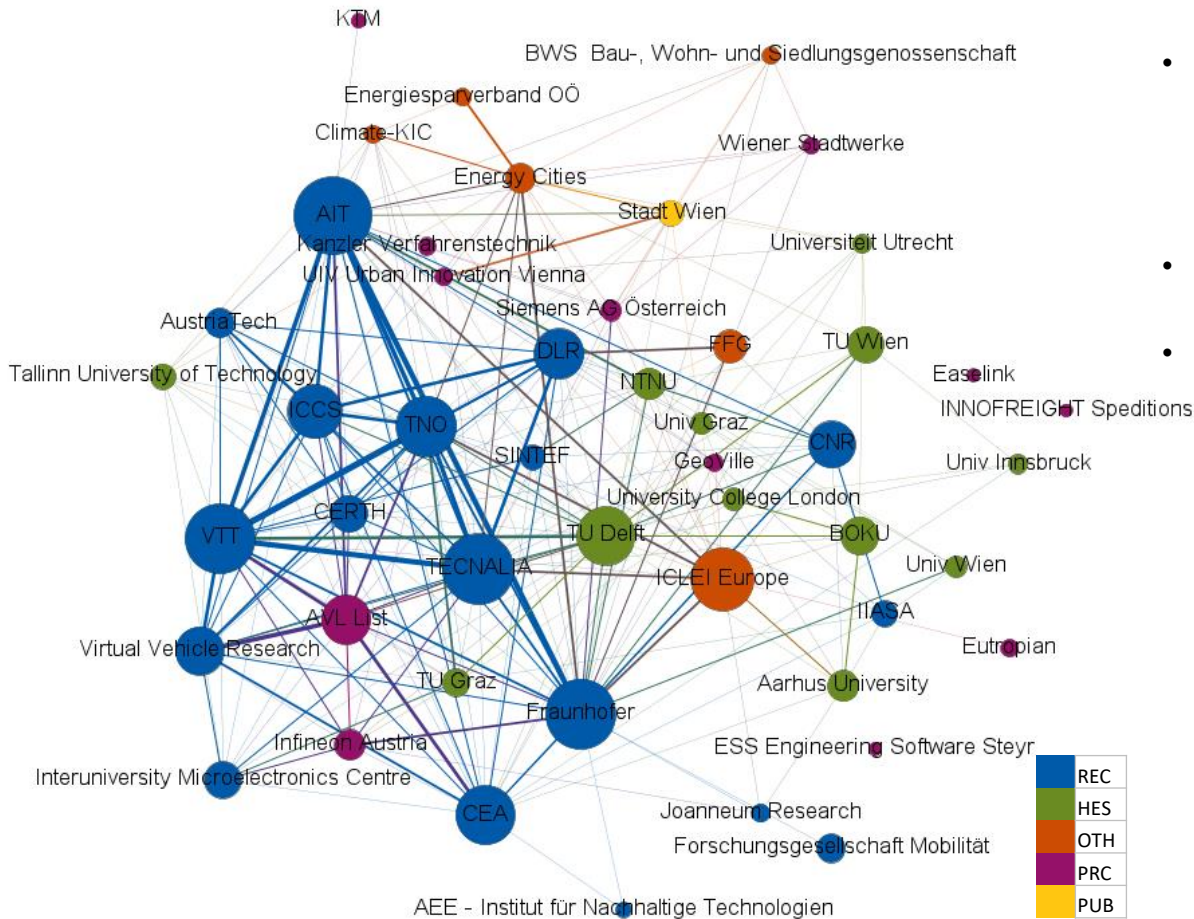 KTM
BWS Bau-, Wohn- und Siedlungsgenossenschaft
•
Energiesparverband OÖ
Climate-KIC
Wiener Stadtwerke
Energy Cities
AIT
Stadt Wien
Kanzler Verfahrenstechnik
Universiteit Utrecht
•
UIV Urban Innovation Vienna
Siemens AG Österreich
AustriaTech
DLR
FFG
TU Wien
•
Tallinn University of Technology
NTNU
Easelink
ICCS
TNO
INNOFREIGHT Speditions
Univ Graz
CNR
SINTEF
GeoVille
Univ Innsbruck
University College London
CERTH
VTT
TU Delft
BOKU
TECNALIA
ICLEI Europe
Univ Wien
IIASA
AVL List
Virtual Vehicle Research
Eutropian
TU Graz
Aarhus University
Fraunhofer
Infineon Austria
ESS Engineering Software Steyr
Interuniversity Microelectronics Centre
REC
HES
OTH
PRC
PUB
CEA
Joanneum Research
Forschungsgesellschaft Mobilität
AEE - Institut für Nachhaltige Technologien